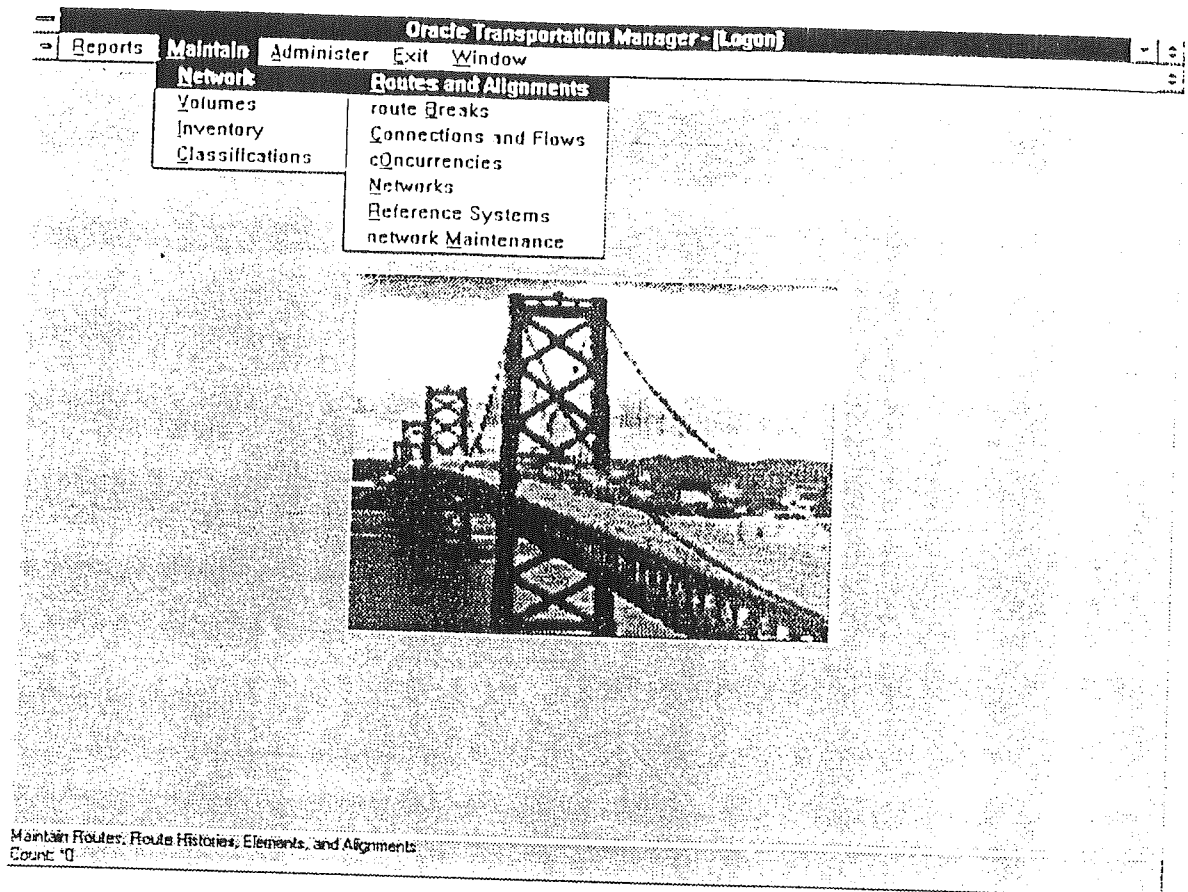 Oracle Transportation Manager - [Logon]
Reports Maintain Administer Exit Window
Network
Volumes
Inventory
Classifications
Routes and Alignments
route Breaks
Connections and Flows
cOncurrencies
Networks
Reference Systems
network Maintenance
Maintain Routes, Route Histories, Elements, and Alignments
Count: *0